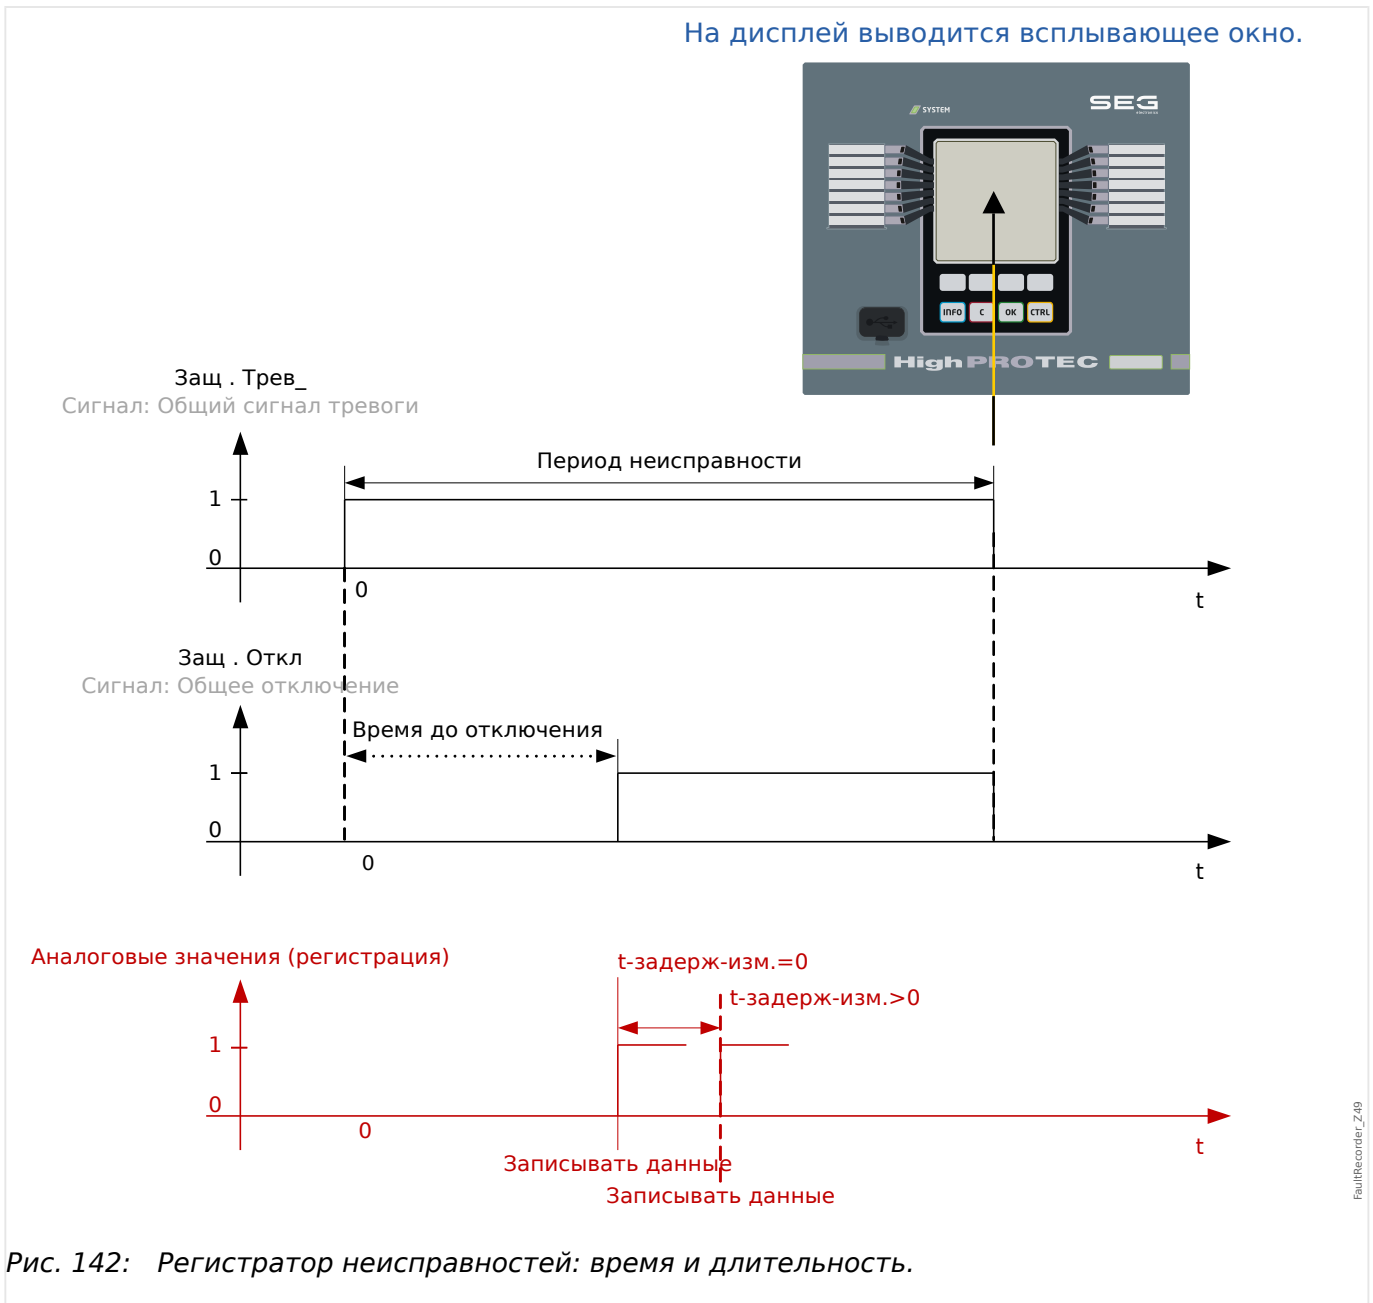 На дисплей выводится всплывающее окно.
SYSTEM
SEG
electronics
INFO
C
OK
CTRL
HighPROTEC
Защ . Трев_
Сигнал: Общий сигнал тревоги
Период неисправности
1
0
0
t
Защ . Откл
Сигнал: Общее отключение
Время до отключения
1
0
0
t
Аналоговые значения (регистрация)
t-задерж-изм.=0
t-задерж-изм.>0
1
0
0
t
Записывать данные
Записывать данные
FaultRecorder_Z49
Рис. 142: Регистратор неисправностей: время и длительность.